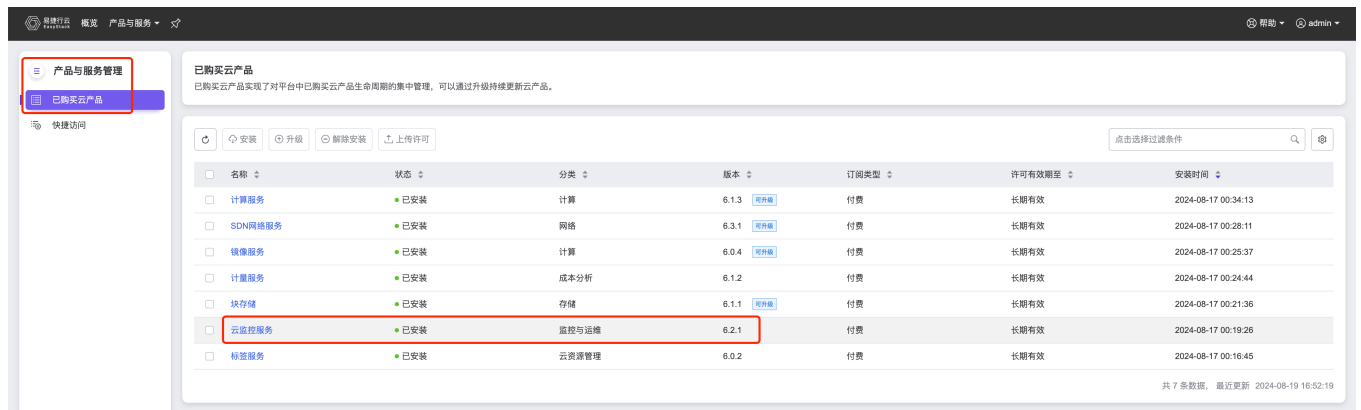 易捷行云 EasyStack 概览 产品与服务 帮助 admin
产品与服务管理
已购买云产品
快捷访问
已购买云产品
已购买云产品实现了对平台中已购买云产品生命周期的集中管理，可以通过升级持续更新云产品。
安装 升级 解除安装 上传许可 点击选择过滤条件
名称 状态 分类 版本 订阅类型 许可有效期至 安装时间
计算服务 已安装 计算 6.1.3 可升级 付费 长期有效 2024-08-17 00:34:13
SDN网络服务 已安装 网络 6.3.1 可升级 付费 长期有效 2024-08-17 00:28:11
镜像服务 已安装 计算 6.0.4 可升级 付费 长期有效 2024-08-17 00:25:37
计量服务 已安装 成本分析 6.1.2 付费 长期有效 2024-08-17 00:24:44
块存储 已安装 存储 6.1.1 可升级 付费 长期有效 2024-08-17 00:21:36
云监控服务 已安装 监控与运维 6.2.1 付费 长期有效 2024-08-17 00:19:26
标签服务 已安装 云资源管理 6.0.2 付费 长期有效 2024-08-17 00:16:45
共 7 条数据， 最近更新 2024-08-19 16:52:19